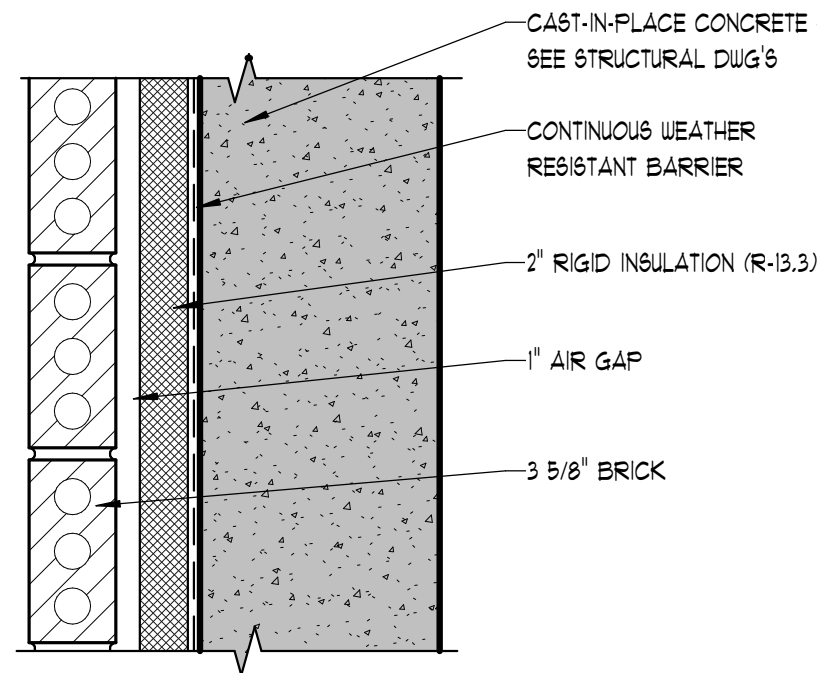 CAST-IN-PLACE CONCRETE
SEE STRUCTURAL DWG'S
CONTINUOUS WEATHER
RESISTANT BARRIER
2" RIGID INSULATION (R-13.3)
1" AIR GAP
3 5/8" BRICK